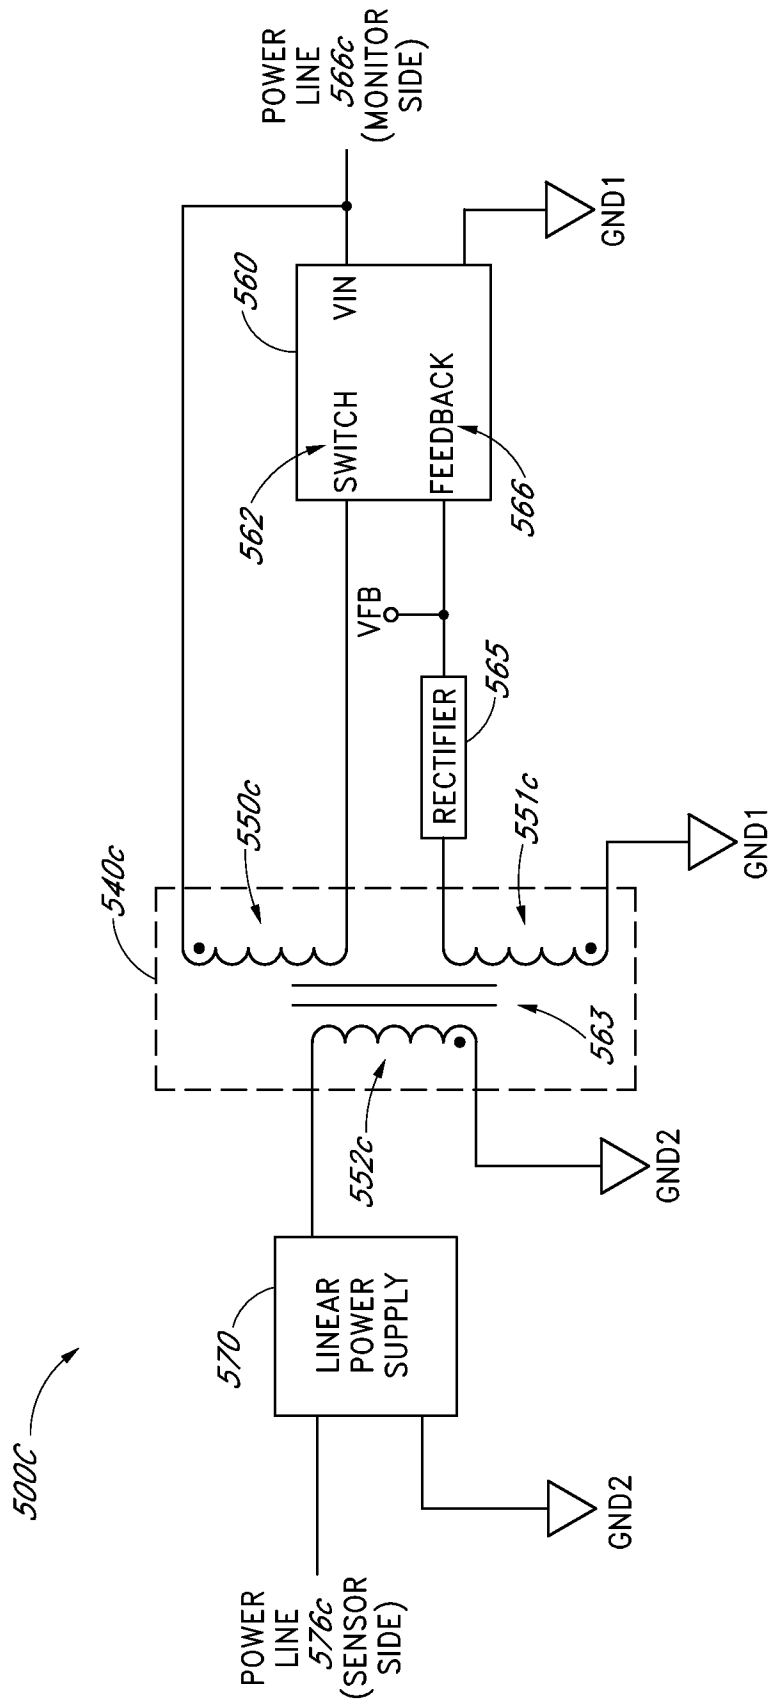 500C
POWER
LINE
576c
(SENSOR
SIDE)
570
LINEAR
POWER
SUPPLY
GND2
552c
GND2
540c
550c
563
551c
GND1
RECTIFIER
565
VFB
562
560
SWITCH
VIN
FEEDBACK
566
GND1
POWER
LINE
566c
(MONITOR
SIDE)